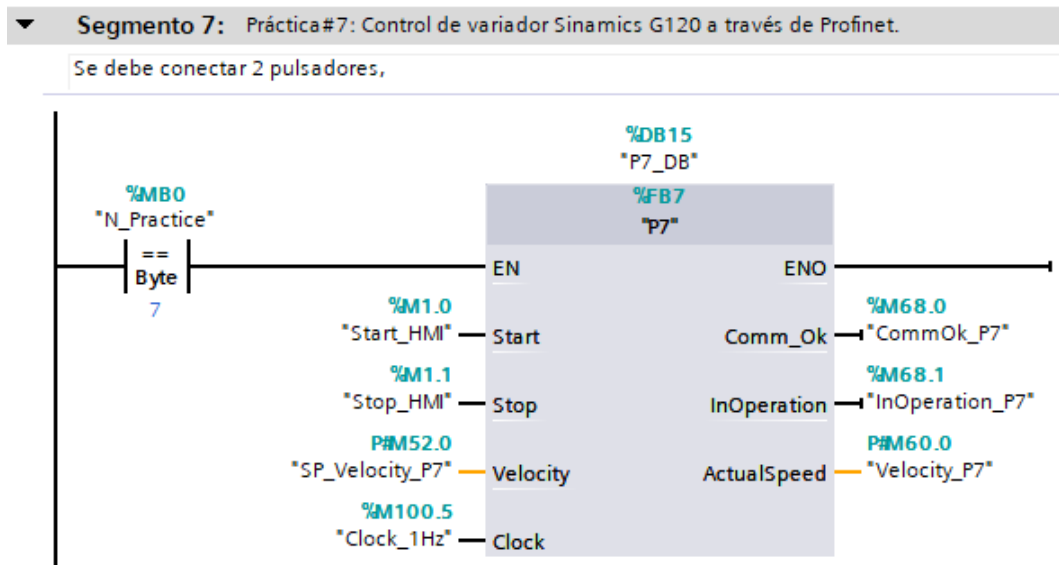 Segmento 7: Práctica#7: Control de variador Sinamics G120 a través de Profinet.
Se debe conectar 2 pulsadores,
%DB15
"P7_DB"
%MB0
"N_Practice"
==
Byte
7
%FB7
"P7"
EN ENO
%M1.0
"Start_HMI" Start
%M68.0
Comm_Ok "CommOk_P7"
%M1.1
"Stop_HMI" Stop
%M68.1
InOperation "InOperation_P7"
P#M52.0
"SP_Velocity_P7" Velocity
P#M60.0
ActualSpeed "Velocity_P7"
%M100.5
"Clock_1Hz" Clock